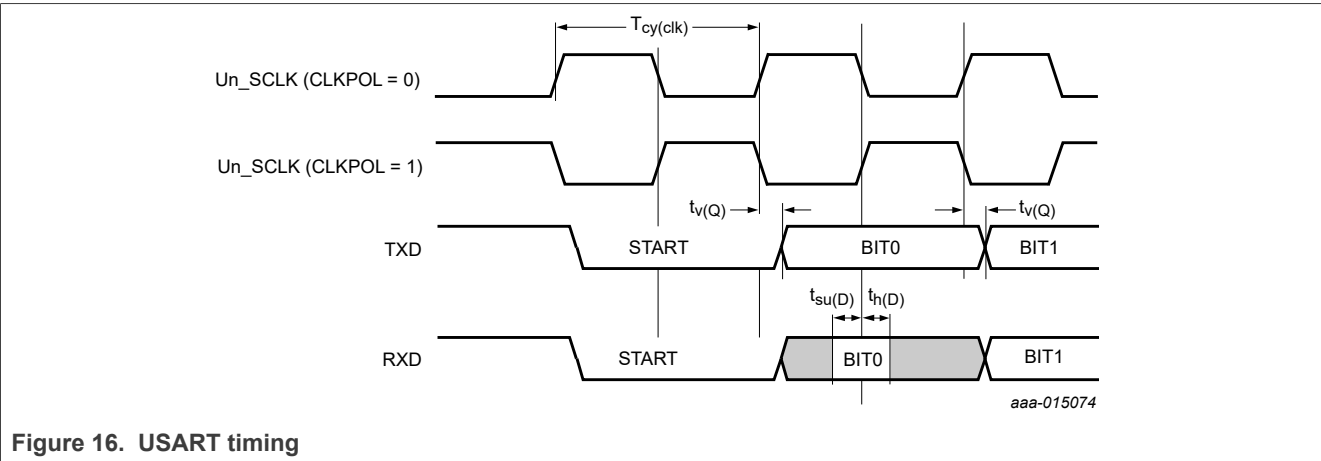 Tcy(clk)
Un_SCLK (CLKPOL = 0)
Un_SCLK (CLKPOL = 1)
tv(Q) tv(Q)
TXD START BIT0 BIT1
tsu(D) th(D)
RXD START BIT0 BIT1
aaa-015074
Figure 16. USART timing